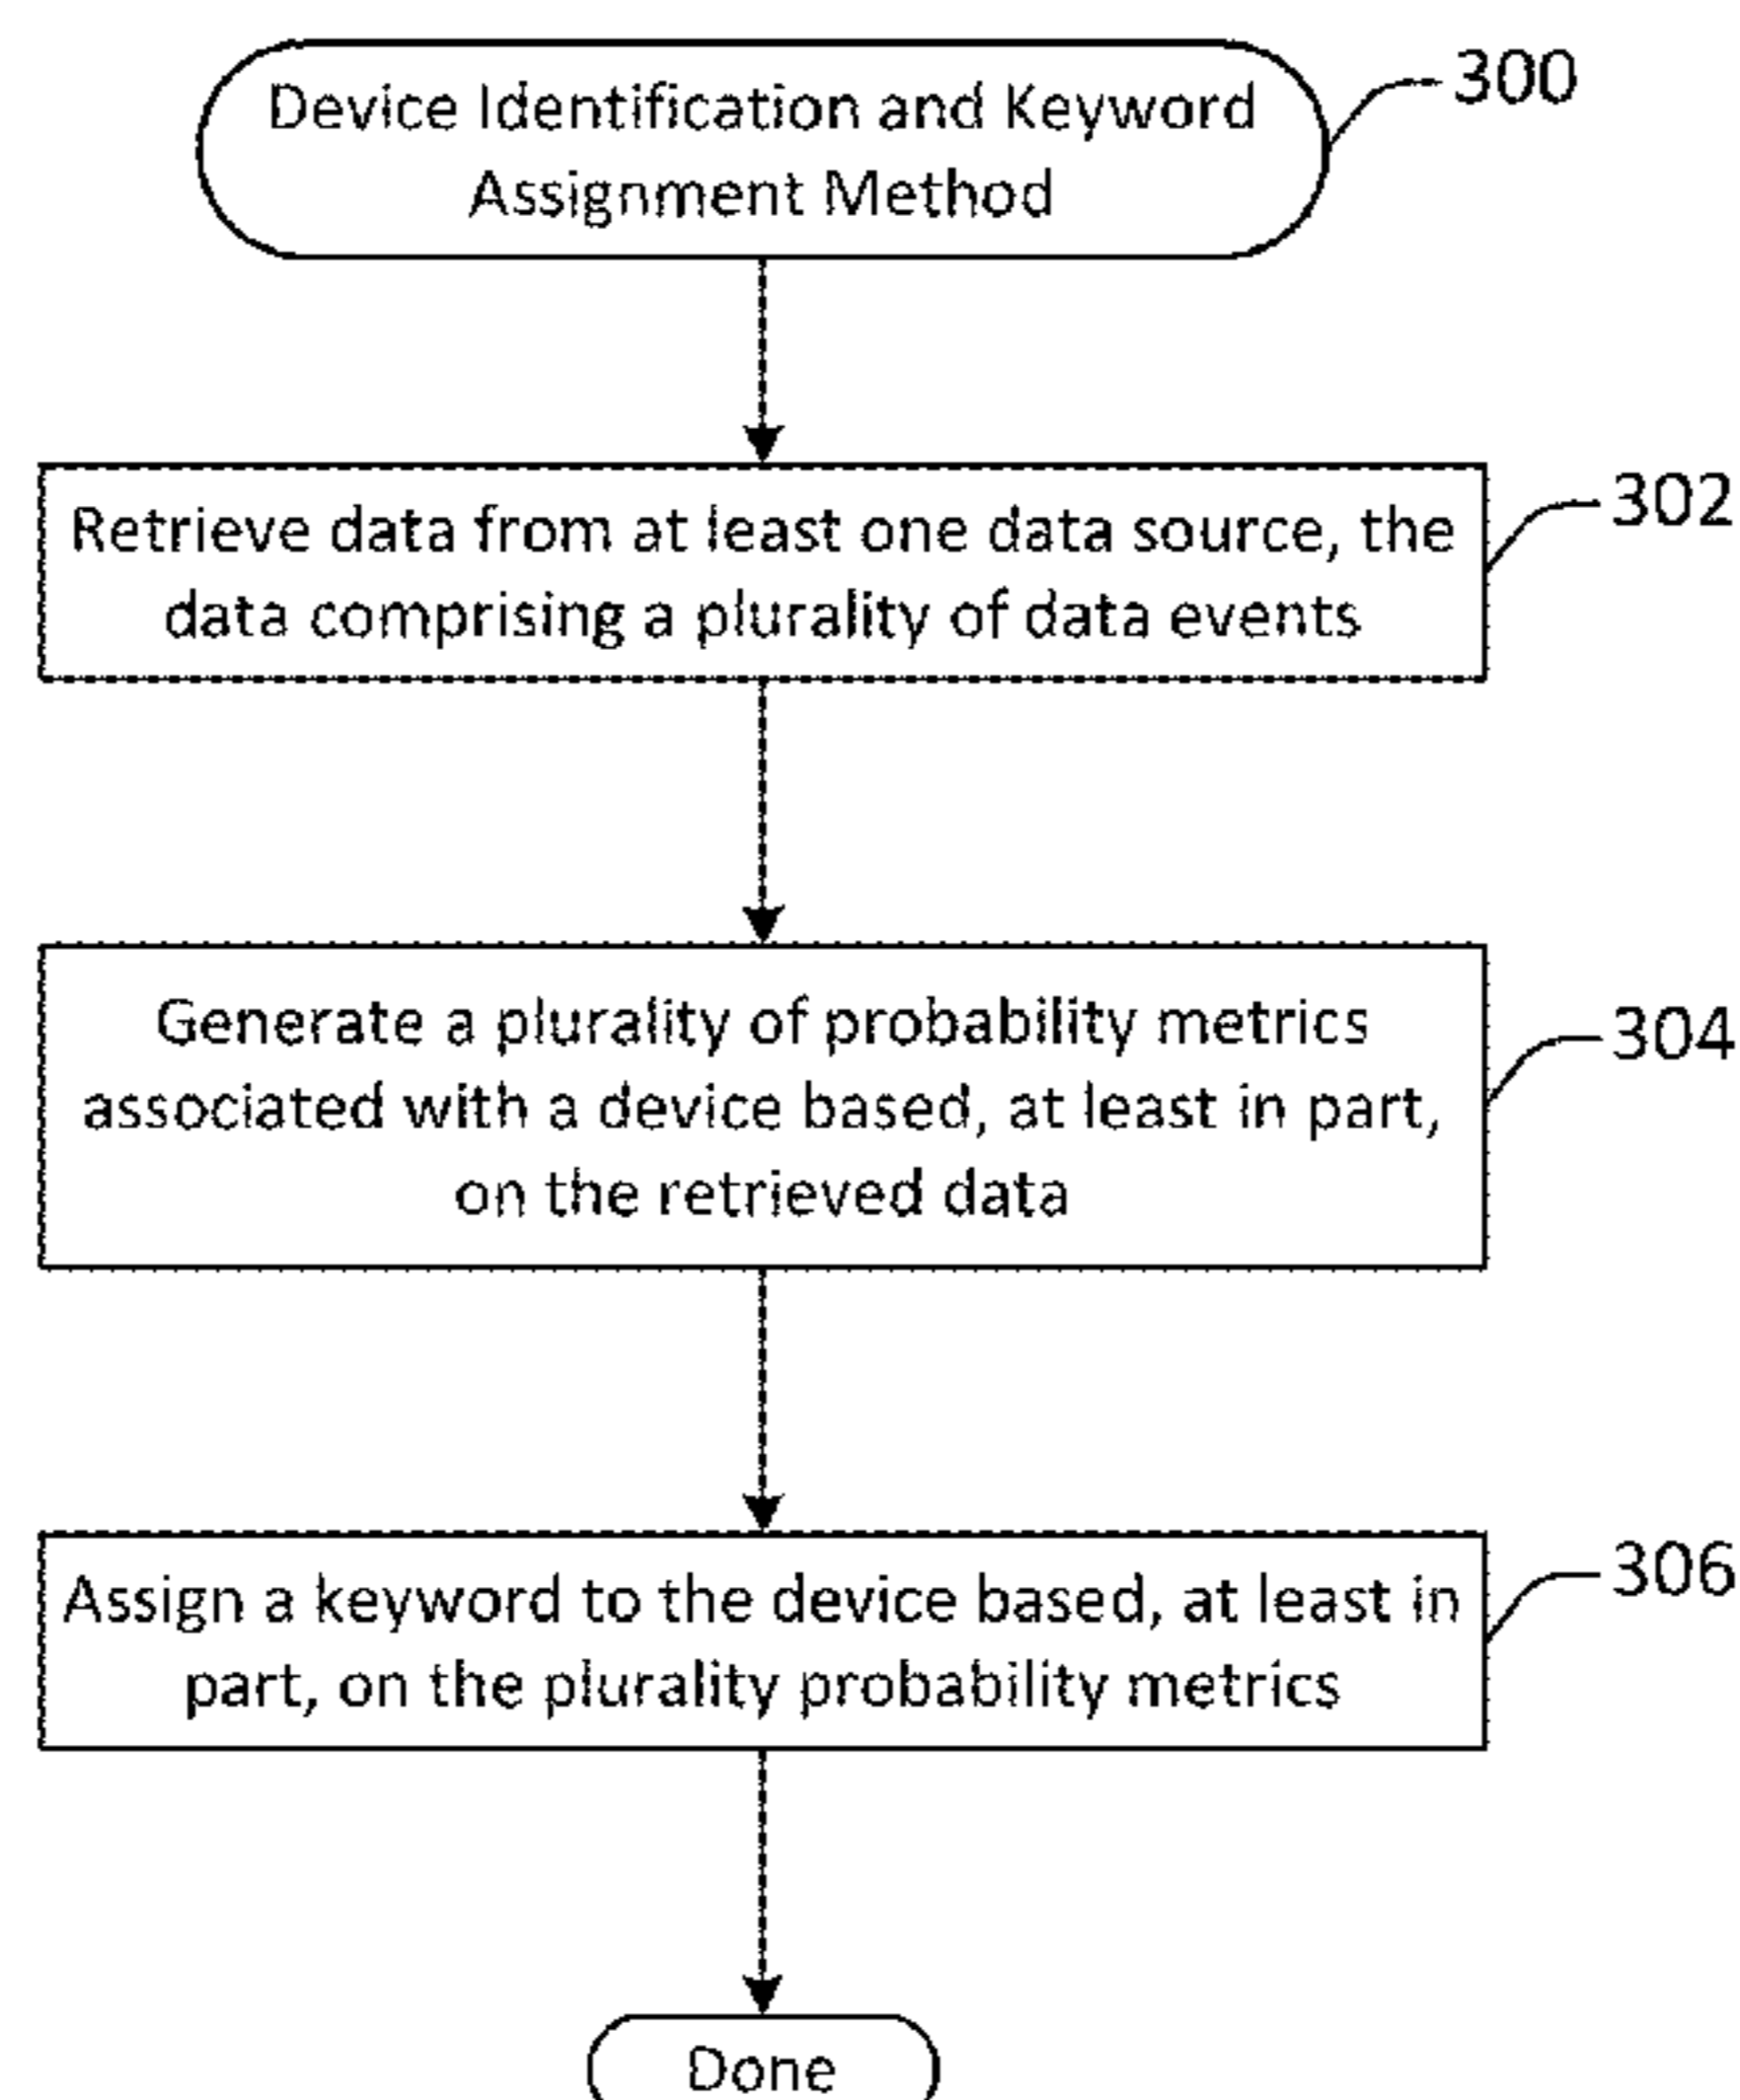 Device Identification and Keyword
Assignment Method
300
Retrieve data from at least one data source, the
data comprising a plurality of data events
302
Generate a plurality of probability metrics
associated with a device based, at least in part,
on the retrieved data
304
Assign a keyword to the device based, at least in
part, on the plurality probability metrics
306
Done